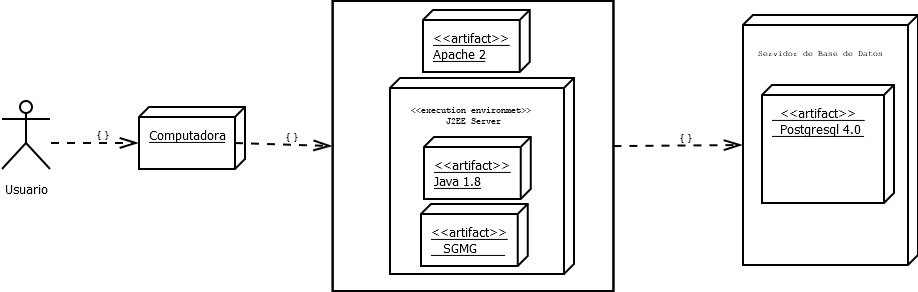 Usuario
{}
Computadora
{}
<<artifact>>
Apache 2
<<execution environmet>>
J2EE Server
<<artifact>>
Java 1.8
<<artifact>>
SGMG
{}
Servidor de Base de Datos
<<artifact>>
Postgresql 4.0